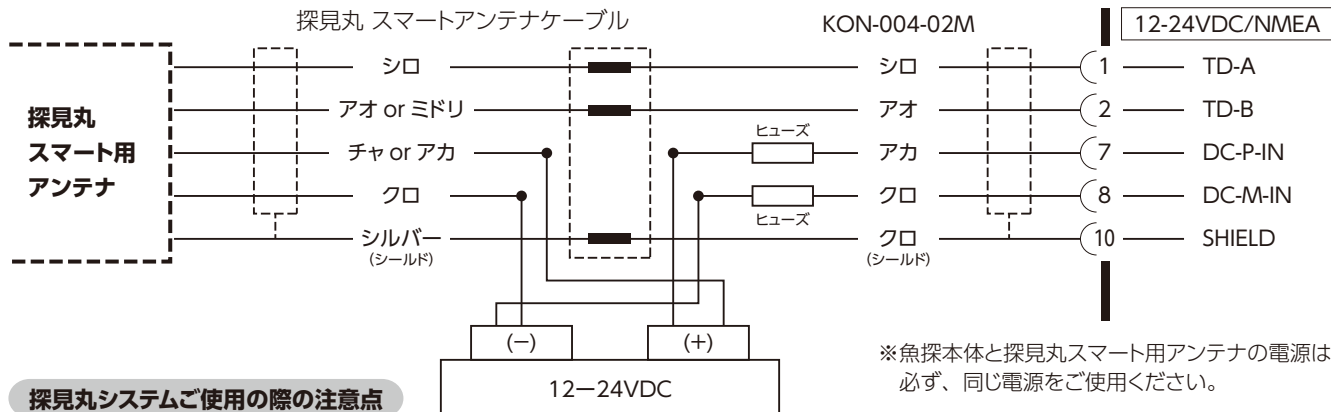 探見丸 スマートアンテナケーブル
KON-004-02M
12-24VDC/NMEA
探見丸
スマート用
アンテナ
シロ シロ 1 TD-A
アオ or ミドリ アオ 2 TD-B
チャ or アカ ヒューズ アカ 7 DC-P-IN
クロ ヒューズ クロ 8 DC-M-IN
シルバー クロ 10 SHIELD
(シールド) (シールド)
(−) (+)
12−24VDC
※魚探本体と探見丸スマート用アンテナの電源は
必ず、同じ電源をご使用ください。
探見丸システムご使用の際の注意点